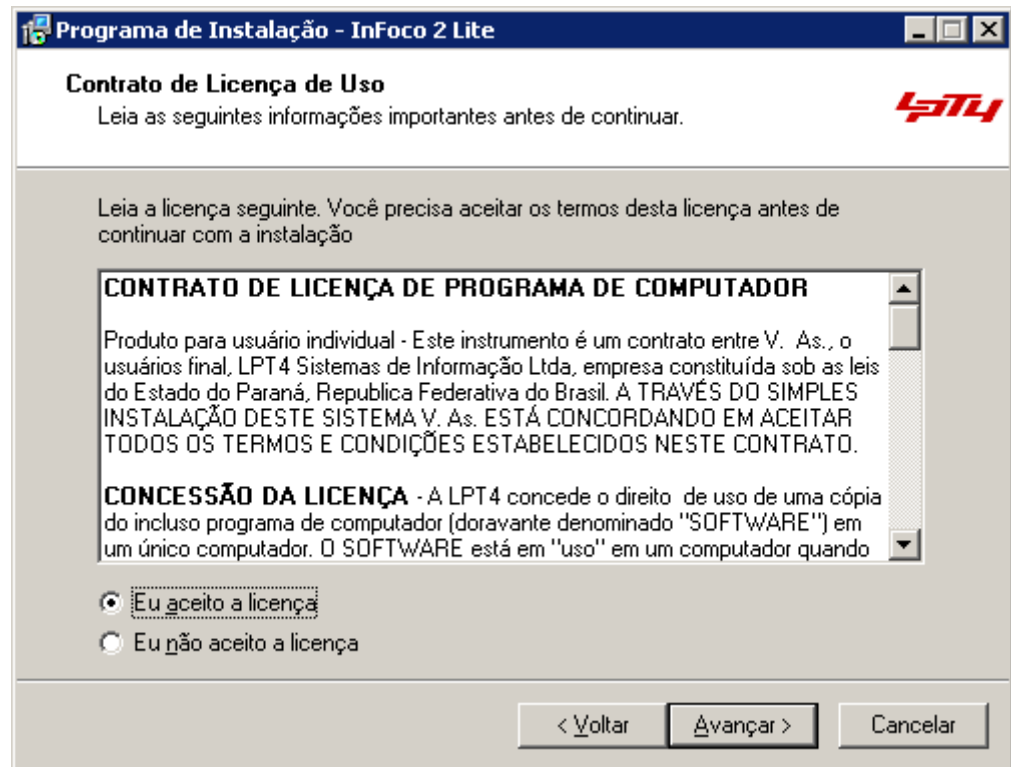 Programa de Instalação - InFoco 2 Lite
Contrato de Licença de Uso
Leia as seguintes informações importantes antes de continuar.
LPT4
Leia a licença seguinte. Você precisa aceitar os termos desta licença antes de
continuar com a instalação
CONTRATO DE LICENÇA DE PROGRAMA DE COMPUTADOR
Produto para usuário individual - Este instrumento é um contrato entre V. As., o
usuários final, LPT4 Sistemas de Informação Ltda, empresa constituída sob as leis
do Estado do Paraná, Republica Federativa do Brasil. A TRAVÉS DO SIMPLES
INSTALAÇÃO DESTE SISTEMA V. As. ESTÁ CONCORDANDO EM ACEITAR
TODOS OS TERMOS E CONDIÇÕES ESTABELECIDOS NESTE CONTRATO.
CONCESSÃO DA LICENÇA - A LPT4 concede o direito  de uso de uma cópia
do incluso programa de computador (doravante denominado "SOFTWARE") em
um único computador. O SOFTWARE está em "uso" em um computador quando
Eu aceito a licença
Eu não aceito a licença
< Voltar
Avançar >
Cancelar